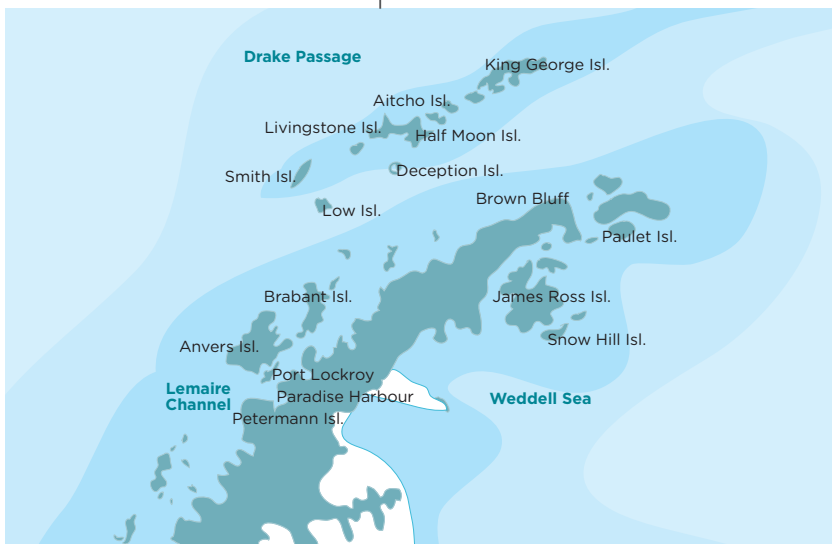 Drake Passage
King George Isl.
Aitcho Isl.
Livingstone Isl.
Half Moon Isl.
Smith Isl.
Deception Isl.
Brown Bluff
Low Isl.
Paulet Isl.
Brabant Isl.
James Ross Isl.
Snow Hill Isl.
Anvers Isl.
Port Lockroy
Lemaire
Channel
Paradise Harbour
Weddell Sea
Petermann Isl.